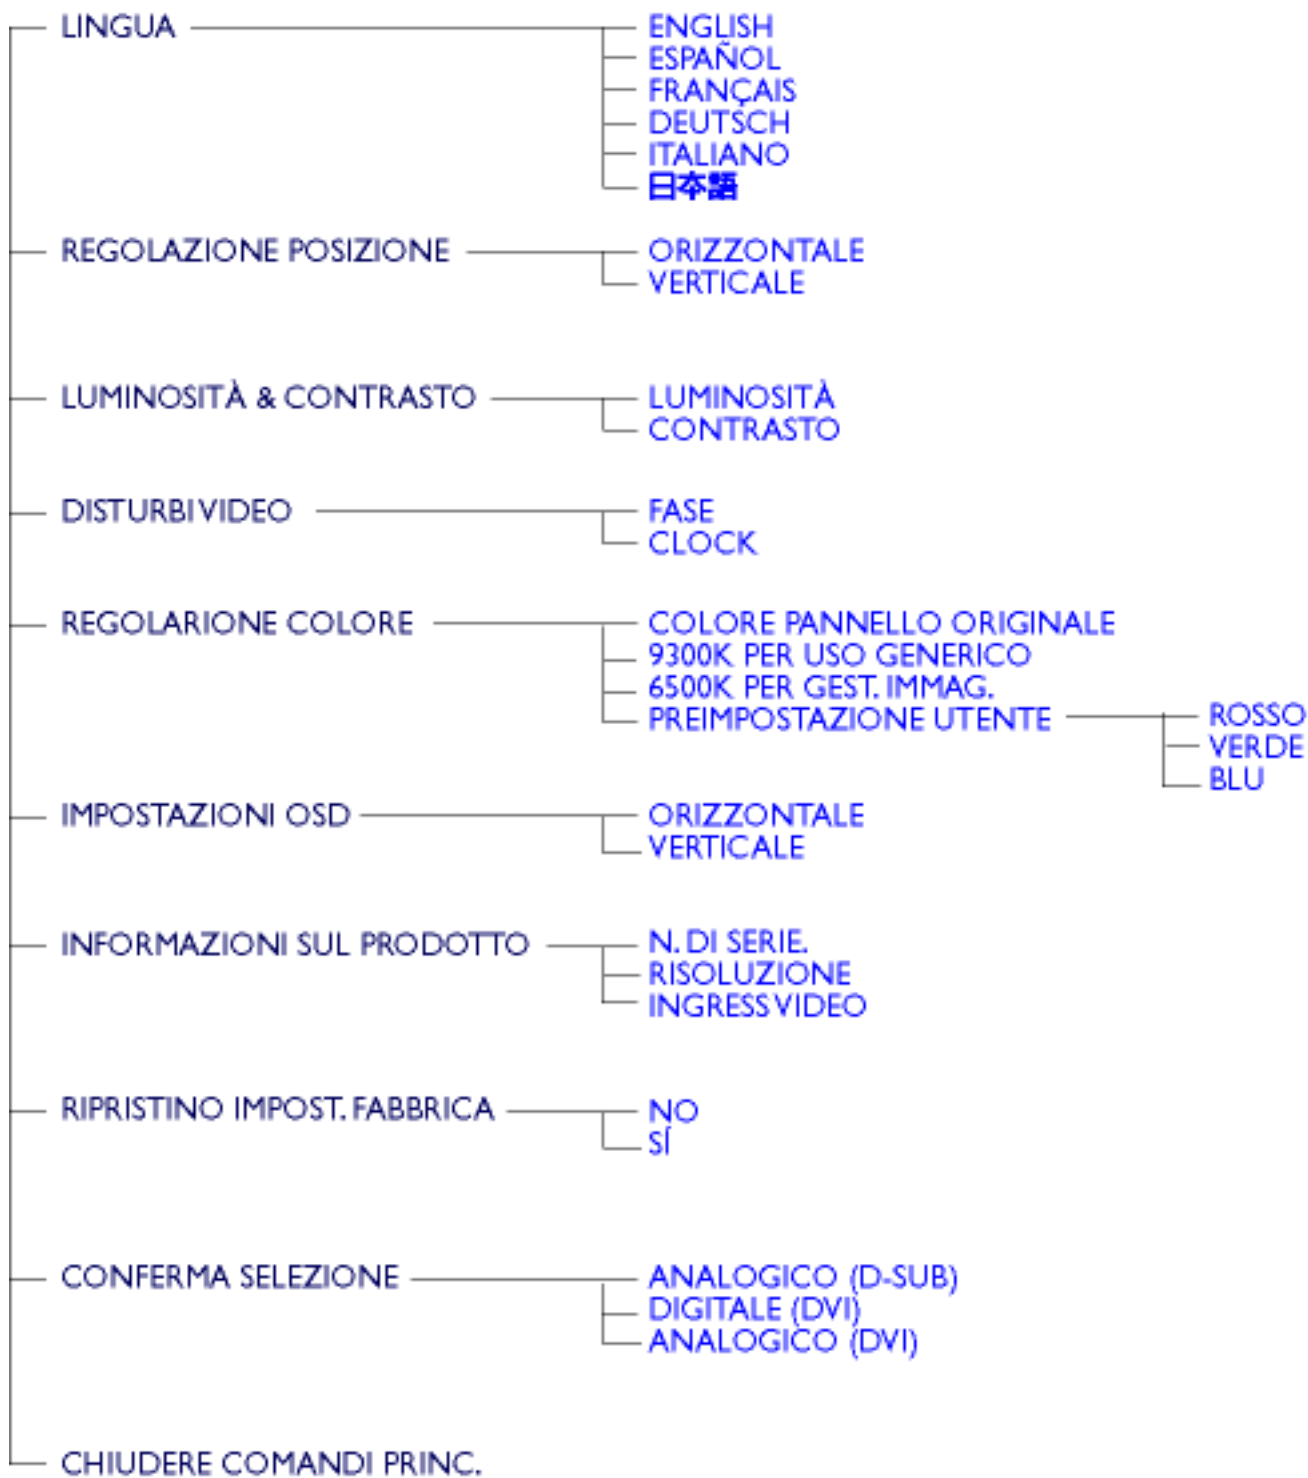 LINGUA
ENGLISH
ESPAÑOL
FRANÇAIS
DEUTSCH
ITALIANO
日本語
REGOLAZIONE POSIZIONE
ORIZZONTALE
VERTICALE
LUMINOSITÀ & CONTRASTO
LUMINOSITÀ
CONTRASTO
DISTURBI VIDEO
FASE
CLOCK
REGOLARIONE COLORE
COLORE PANNELLO ORIGINALE
9300K PER USO GENERICO
6500K PER GEST. IMMAG.
PREIMPOSTAZIONE UTENTE
ROSSO
VERDE
BLU
IMPOSTAZIONI OSD
ORIZZONTALE
VERTICALE
INFORMAZIONI SUL PRODOTTO
N. DI SERIE.
RISOLUZIONE
INGRESS VIDEO
RIPRISTINO IMPOST. FABBRICA
NO
SÍ
CONFERMA SELEZIONE
ANALOGICO (D-SUB)
DIGITALE (DVI)
ANALOGICO (DVI)
CHIUDERE COMANDI PRINC.